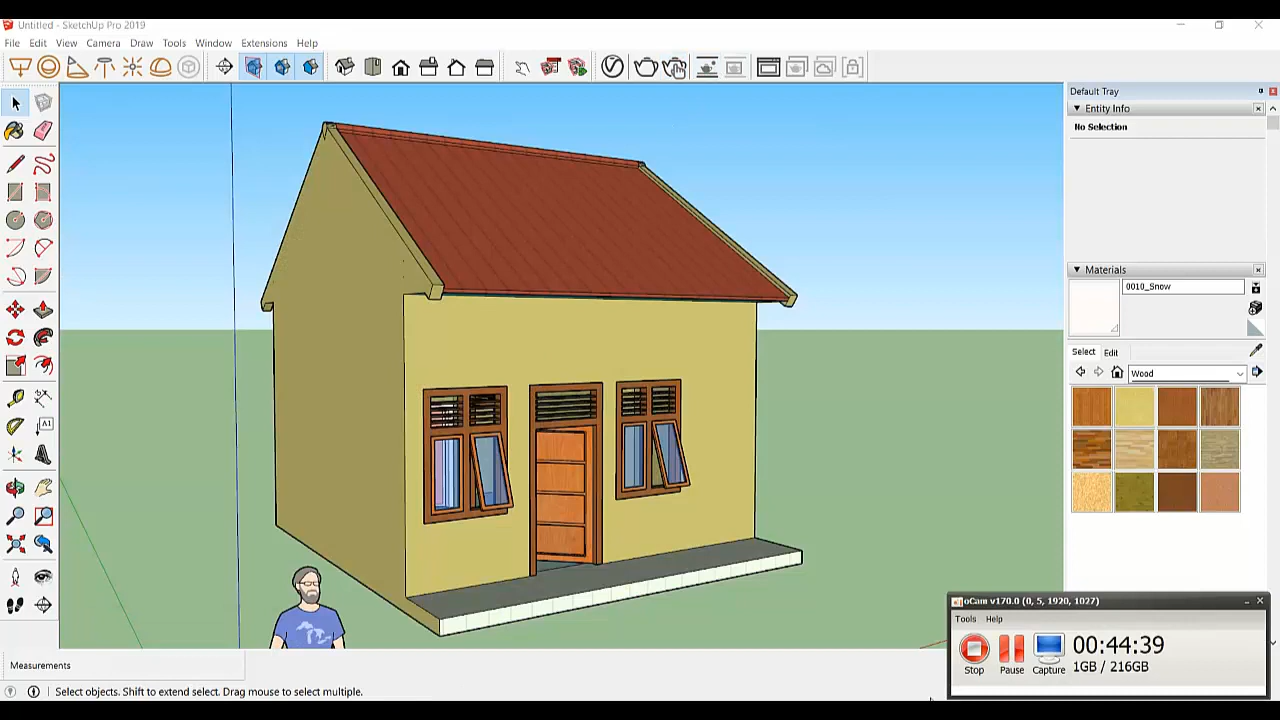 Untitled - SketchUp Pro 2019
File Edit View Camera Draw Tools Window Extensions Help
Default Tray
Entity Info
No Selection
Materials
0010_Snow
Select Edit
Wood
A1
oCam v170.0 (0, 5, 1920, 1027)
Tools Help
00:44:39
1GB / 216GB
Stop Pause Capture
Measurements
Select objects. Shift to extend select. Drag mouse to select multiple.